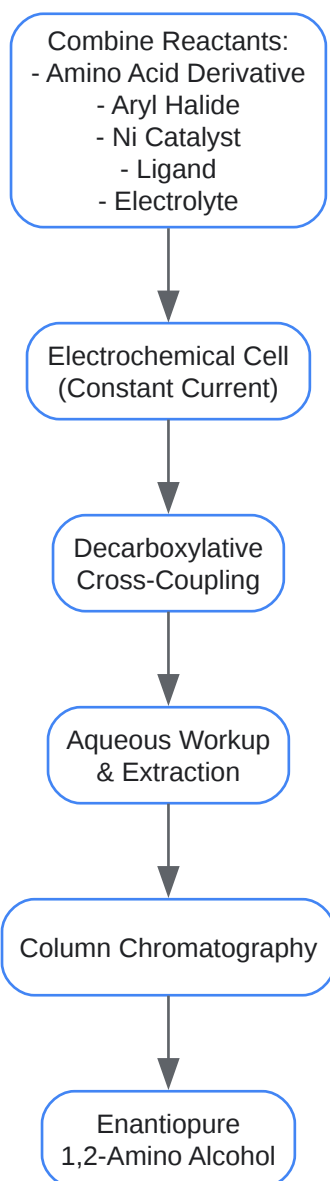 Combine Reactants:
- Amino Acid Derivative
- Aryl Halide
- Ni Catalyst
- Ligand
- Electrolyte
Electrochemical Cell
(Constant Current)
Decarboxylative
Cross-Coupling
Aqueous Workup
& Extraction
Column Chromatography
Enantiopure
1,2-Amino Alcohol